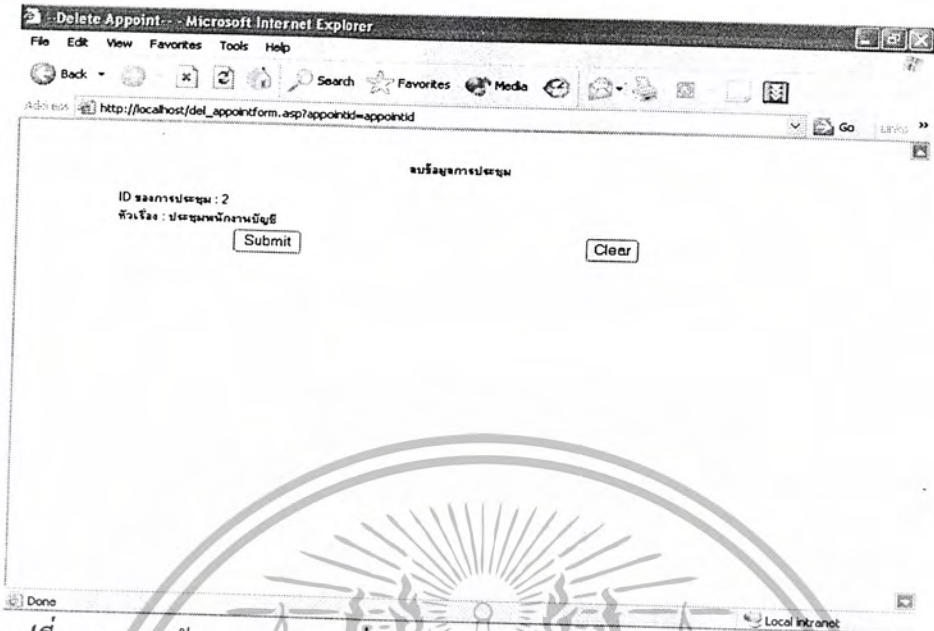 --Delete Appoint-- - Microsoft Internet Explorer
File Edit View Favorites Tools Help
Back Search Favorites Media
Address http://localhost/del_appointform.asp?appointid=appointid Go Links »
ลบข้อมูลการประชุม
ID ของการประชุม : 2
หัวเรื่อง : ประชุมพนักงานบัญชี
Submit Clear
Done Local intranet